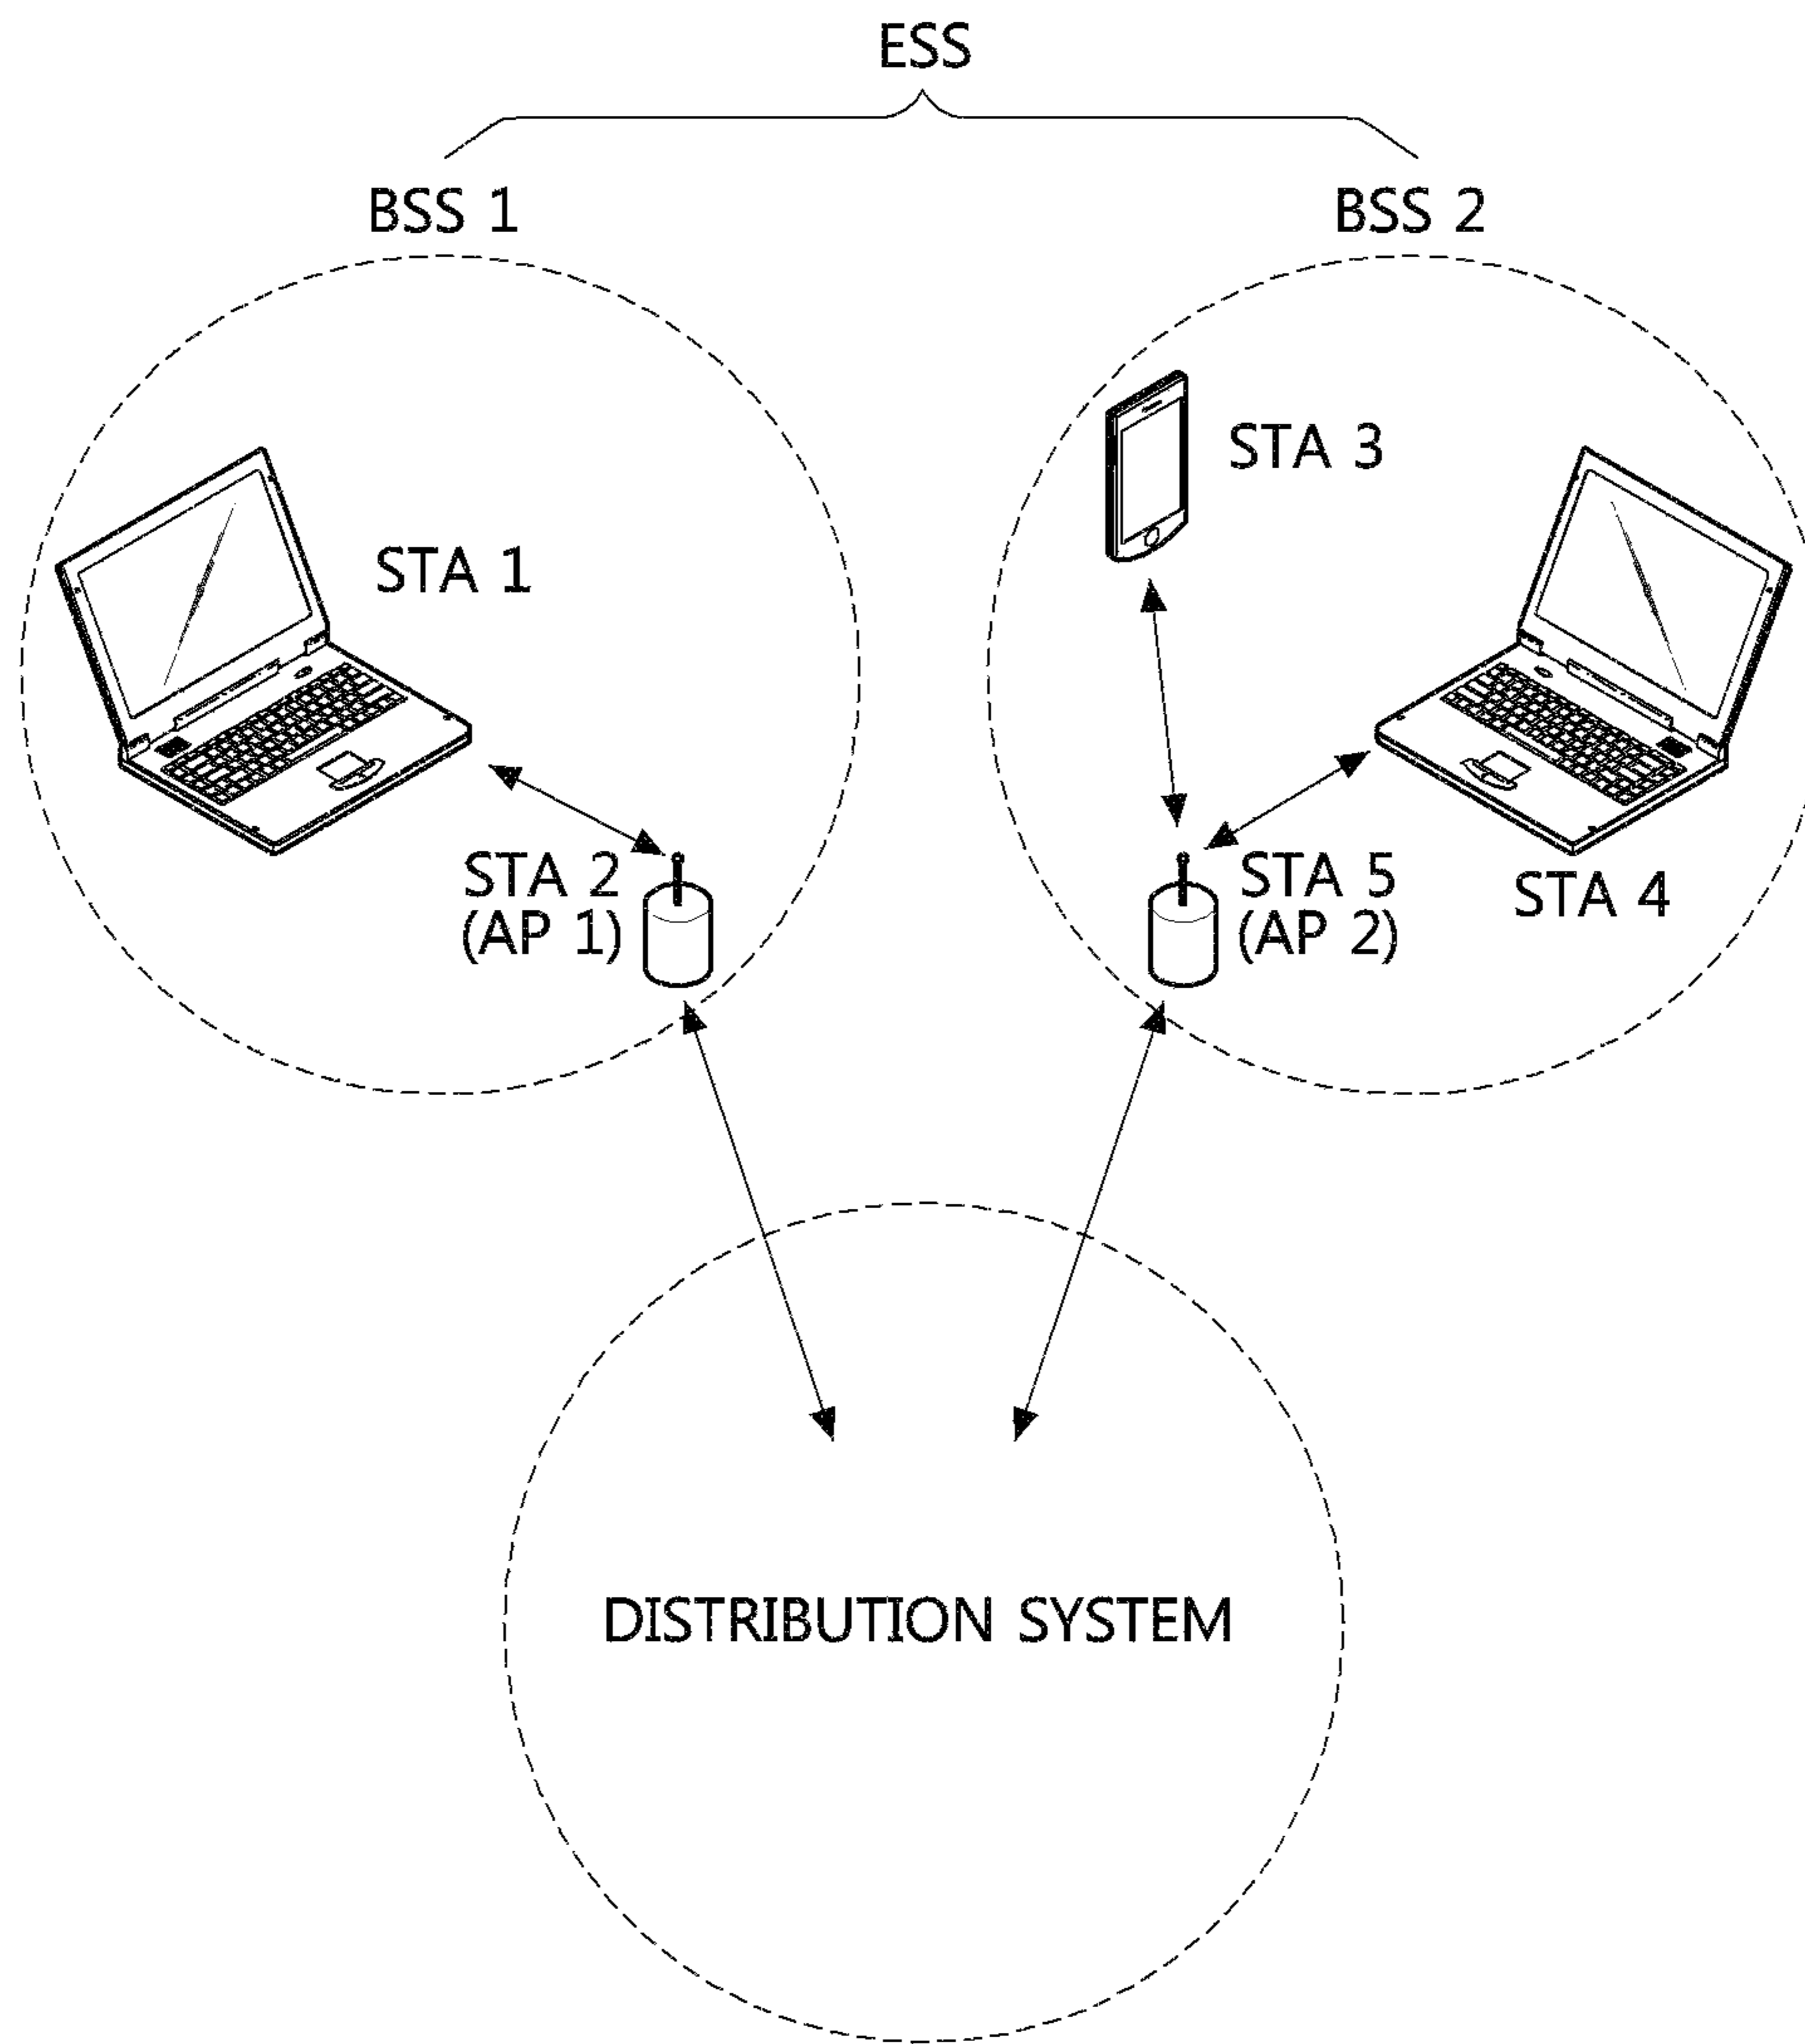 ESS
BSS 1
BSS 2
STA 1
STA 2
(AP 1)
STA 3
STA 4
STA 5
(AP 2)
DISTRIBUTION SYSTEM